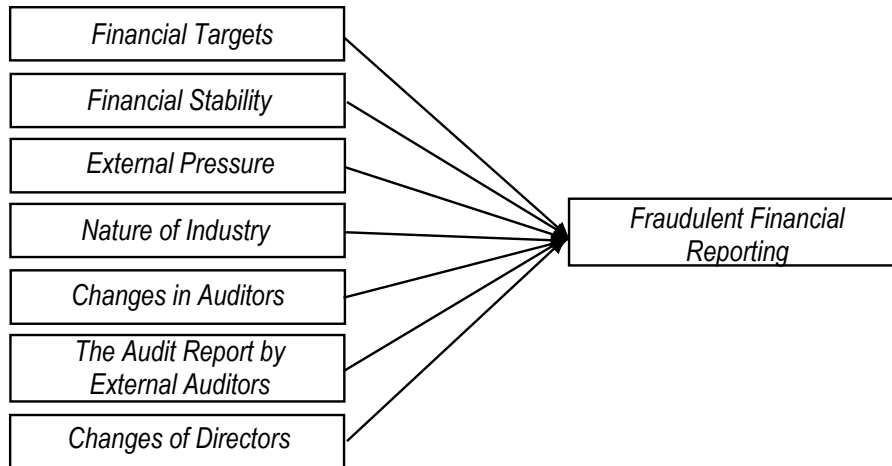 Financial Targets
Financial Stability
External Pressure
Nature of Industry
Changes in Auditors
The Audit Report by
External Auditors
Changes of Directors
Fraudulent Financial
Reporting